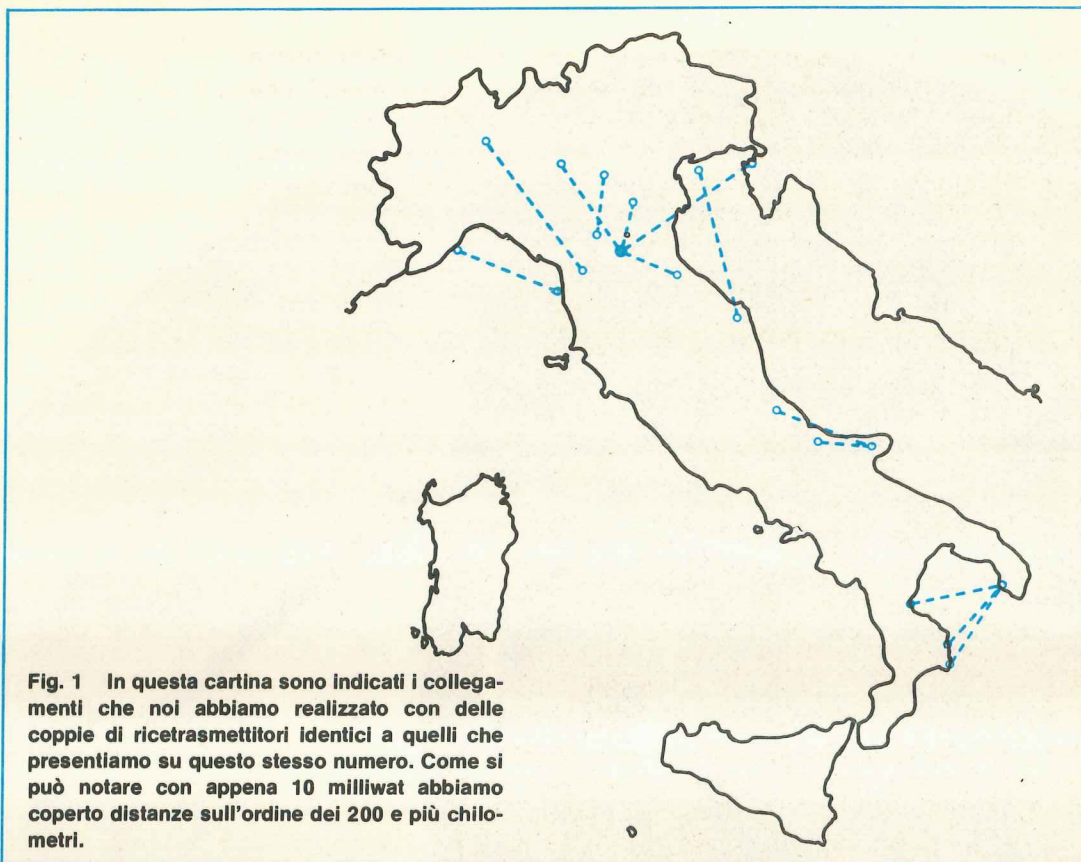 Fig. 1 In questa cartina sono indicati i collega-
menti che noi abbiamo realizzato con delle
coppie di ricetrasmettitori identici a quelli che
presentiamo su questo stesso numero. Come si
può notare con appena 10 milliwat abbiamo
coperto distanze sull'ordine dei 200 e più chilo-
metri.